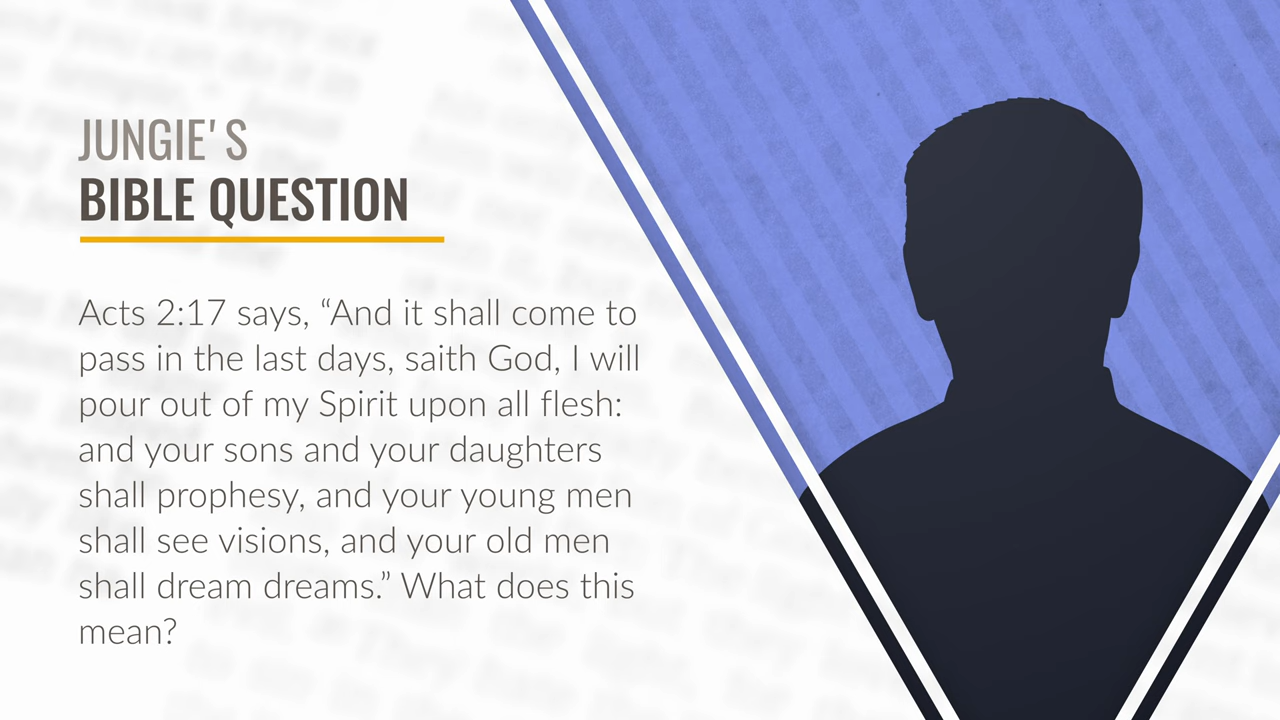 JUNGIE'S
BIBLE QUESTION
Acts 2:17 says, “And it shall come to
pass in the last days, saith God, I will
pour out of my Spirit upon all flesh:
and your sons and your daughters
shall prophesy, and your young men
shall see visions, and your old men
shall dream dreams.” What does this
mean?